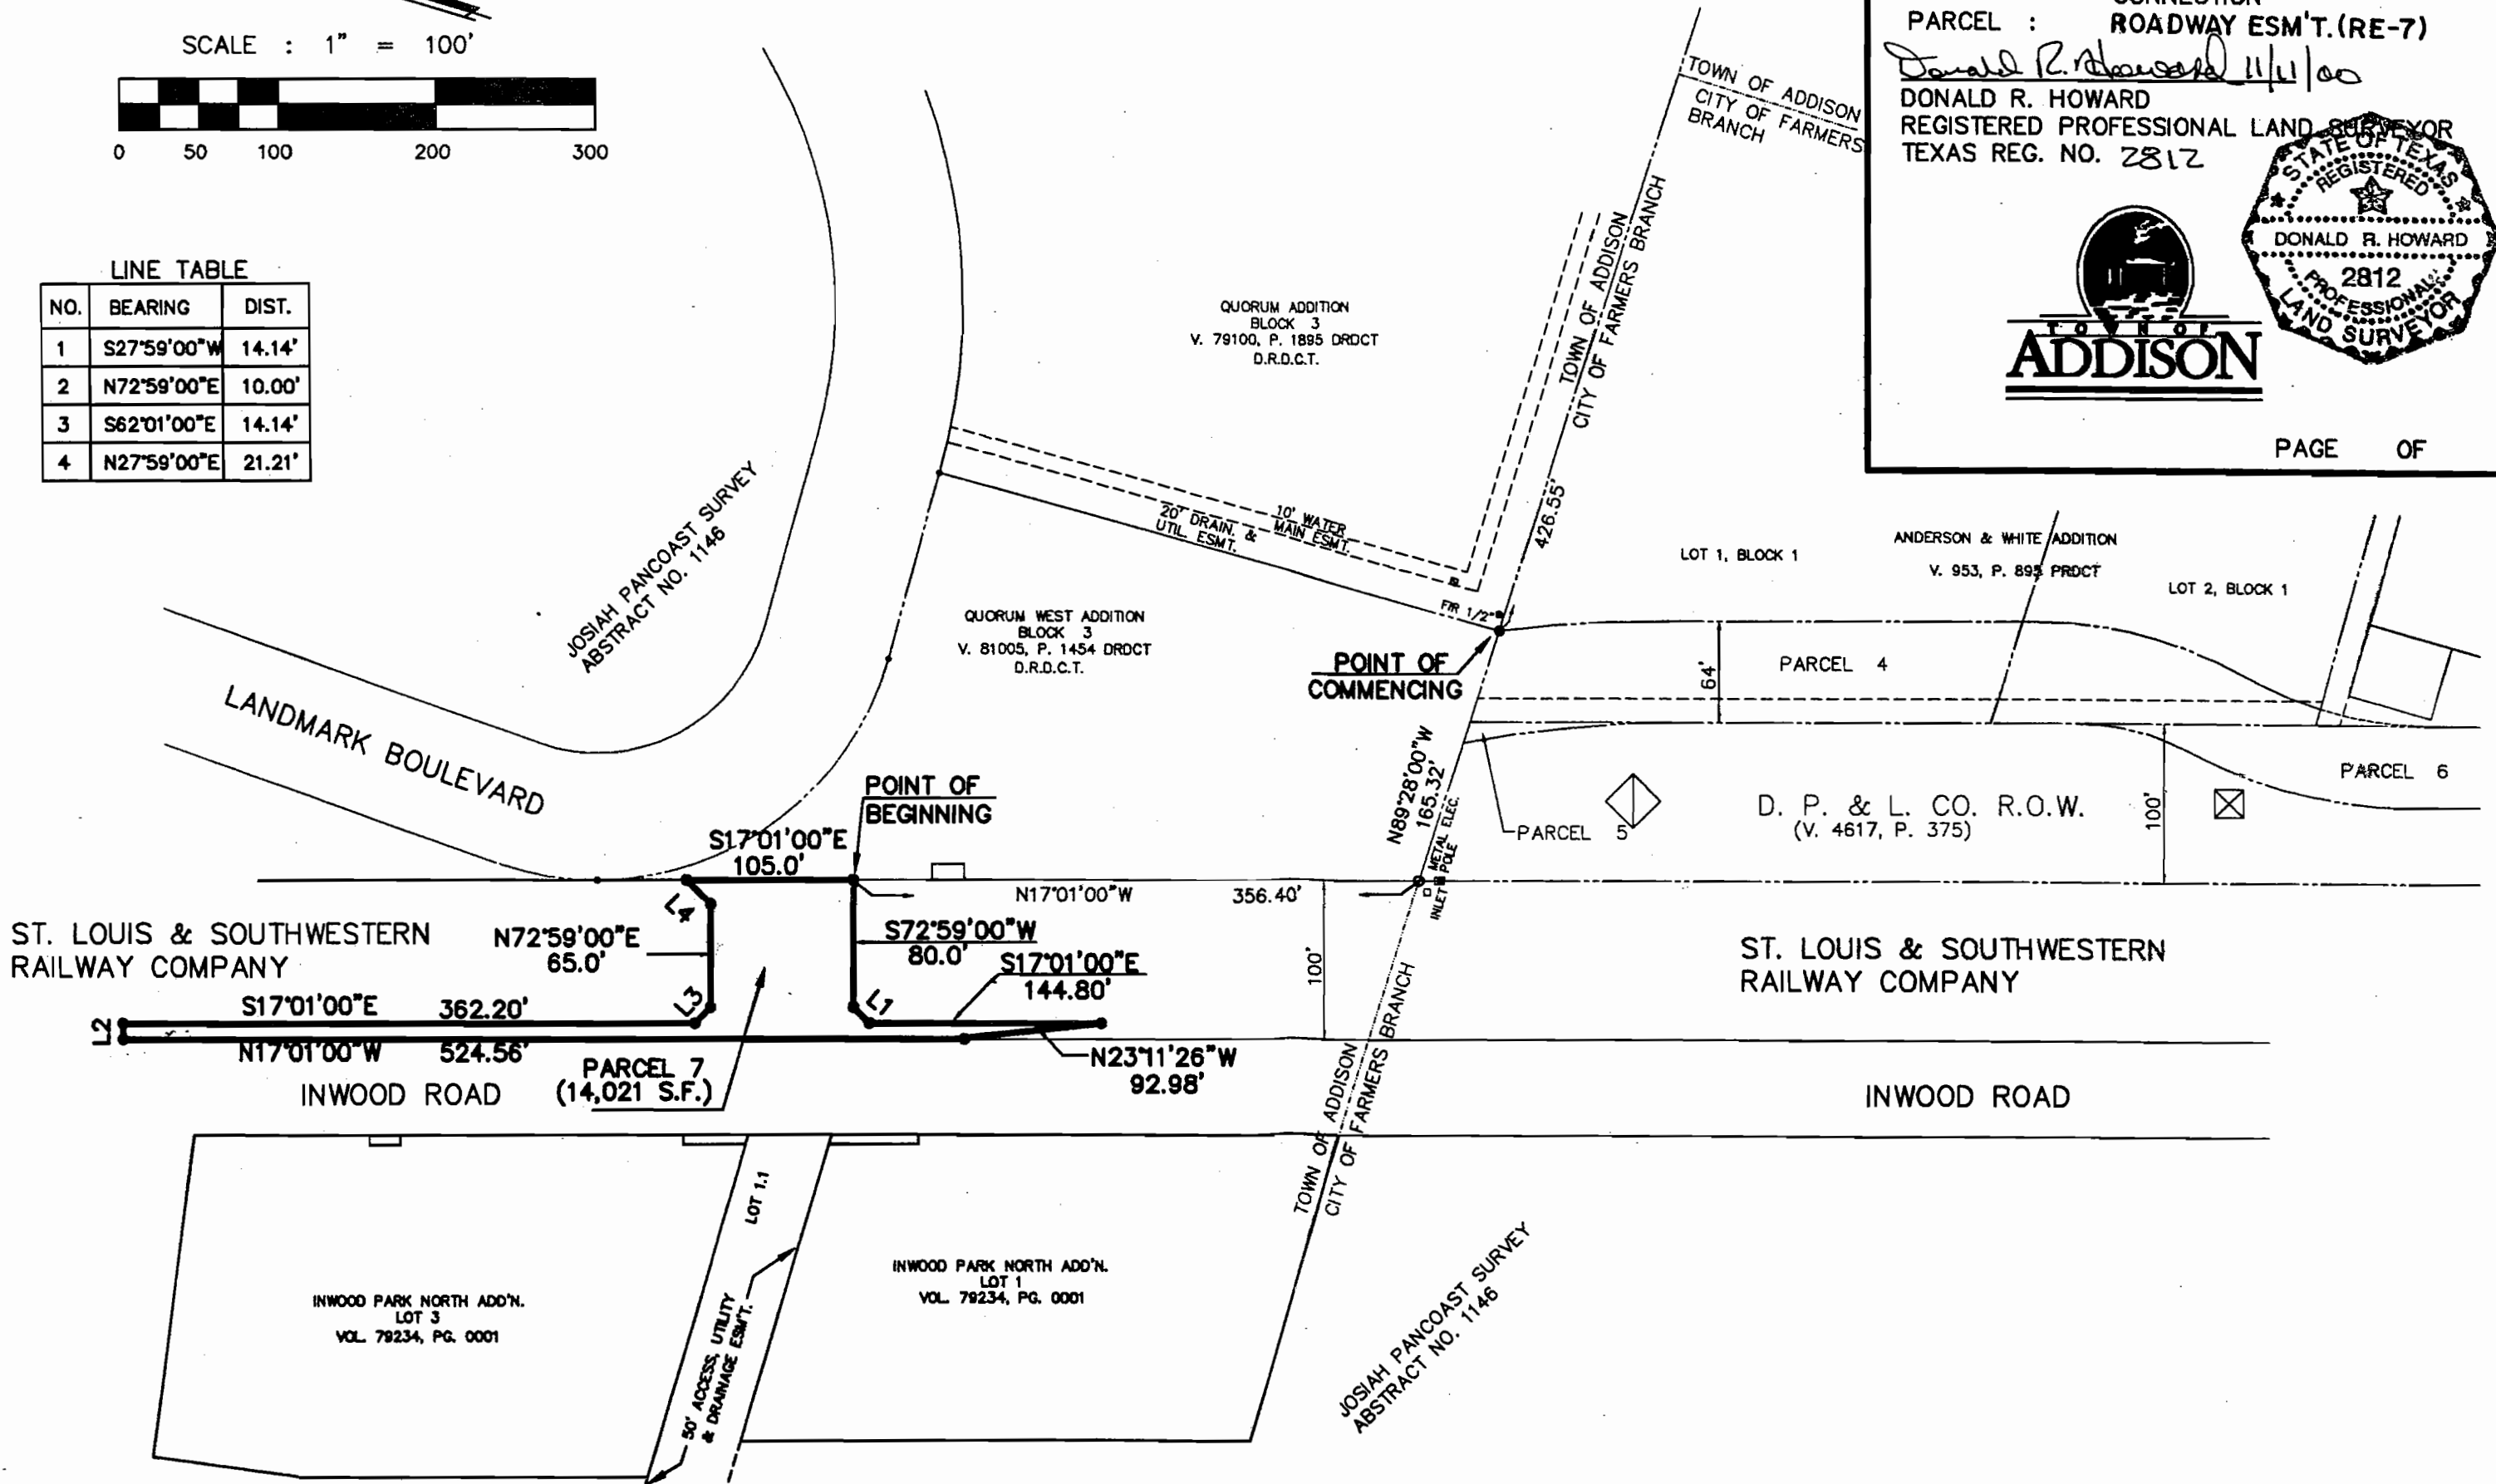 SCALE : 1" = 100'
0 50 100 200 300
LINE TABLE
NO. BEARING DIST.
1 S27°59'00"W 14.14'
2 N72°59'00"E 10.00'
3 S62°01'00"E 14.14'
4 N27°59'00"E 21.21'
PARCEL : ROADWAY ESM'T.(RE-7)
Donald R. Howard 11/11/00
DONALD R. HOWARD
REGISTERED PROFESSIONAL LAND SURVEYOR
TEXAS REG. NO. 2812
STATE OF TEXAS
REGISTERED
DONALD R. HOWARD
2812
PROFESSIONAL
LAND SURVEYOR
TOWN OF
ADDISON
PAGE OF
TOWN OF ADDISON
CITY OF FARMERS
BRANCH
TOWN OF ADDISON
CITY OF FARMERS BRANCH
QUORUM ADDITION
BLOCK 3
V. 79100, P. 1895 DRDCT
D.R.D.C.T.
JOSIAH PANCOAST SURVEY
ABSTRACT NO. 1146
10' WATER
MAIN ESMT.
20' DRAIN. &
UTIL. ESMT.
426.55'
FIR 1/2"
LOT 1, BLOCK 1
ANDERSON & WHITE ADDITION
V. 953, P. 895 PRDCT
LOT 2, BLOCK 1
QUORUM WEST ADDITION
BLOCK 3
V. 81005, P. 1454 DRDCT
D.R.D.C.T.
POINT OF
COMMENCING
64'
PARCEL 4
LANDMARK BOULEVARD
POINT OF
BEGINNING
N89°28'00"W
165.32'
METAL ELEC.
POLE
INLET
PARCEL 5
D. P. & L. CO. R.O.W.
(V. 4617, P. 375)
100'
PARCEL 6
S17°01'00"E
105.0'
N17°01'00"W 356.40'
L4
ST. LOUIS & SOUTHWESTERN
RAILWAY COMPANY
N72°59'00"E
65.0'
S72°59'00"W
80.0'
S17°01'00"E
144.80'
100'
ST. LOUIS & SOUTHWESTERN
RAILWAY COMPANY
L3
L1
L2
S17°01'00"E 362.20'
N17°01'00"W 524.56'
N23°11'26"W
92.98'
PARCEL 7
(14,021 S.F.)
INWOOD ROAD
INWOOD ROAD
TOWN OF ADDISON
CITY OF FARMERS BRANCH
LOT 1.1
50' ACCESS, UTILITY
& DRAINAGE ESM'T.
INWOOD PARK NORTH ADD'N.
LOT 3
VOL. 79234, PG. 0001
INWOOD PARK NORTH ADD'N.
LOT 1
VOL. 79234, PG. 0001
TOWN OF ADDISON
CITY OF FARMERS BRANCH
JOSIAH PANCOAST SURVEY
ABSTRACT NO. 1146